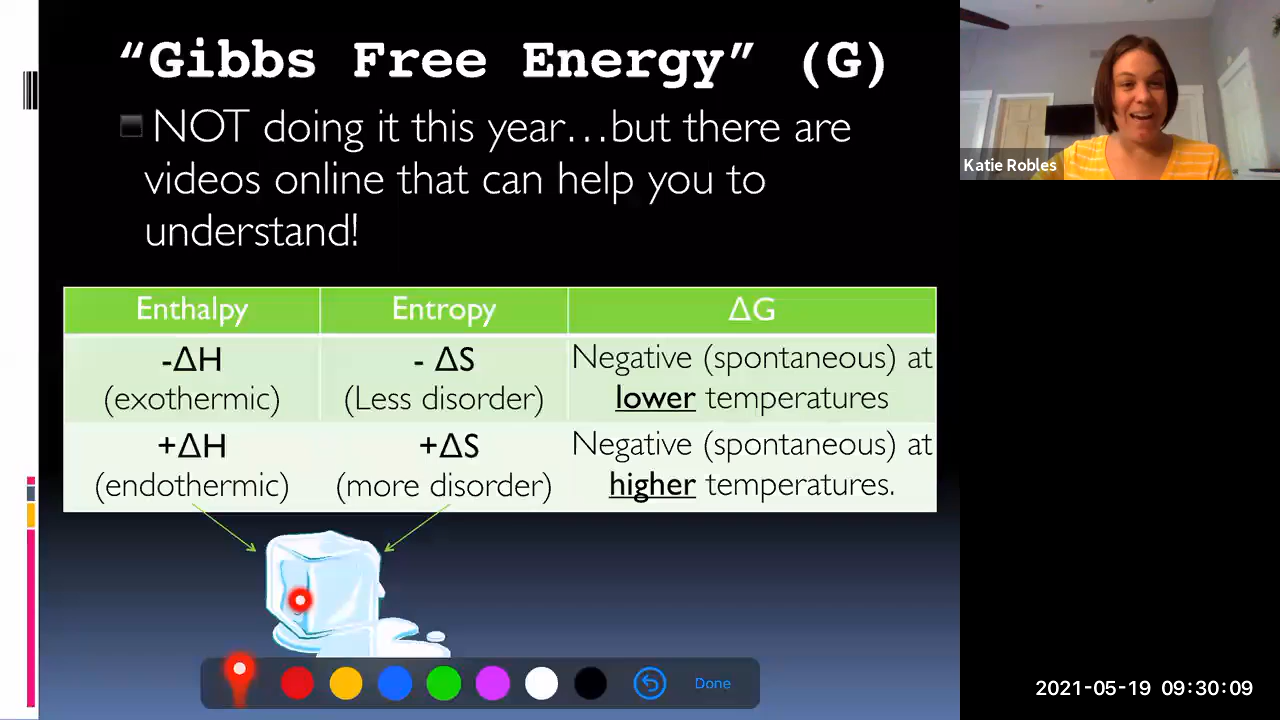 “Gibbs Free Energy” (G)
NOT doing it this year...but there are
videos online that can help you to
understand!
Katie Robles
Enthalpy Entropy ΔG
-ΔH - ΔS Negative (spontaneous) at
(exothermic) (Less disorder) lower temperatures
+ΔH +ΔS Negative (spontaneous) at
(endothermic) (more disorder) higher temperatures.
Done
2021-05-19 09:30:09